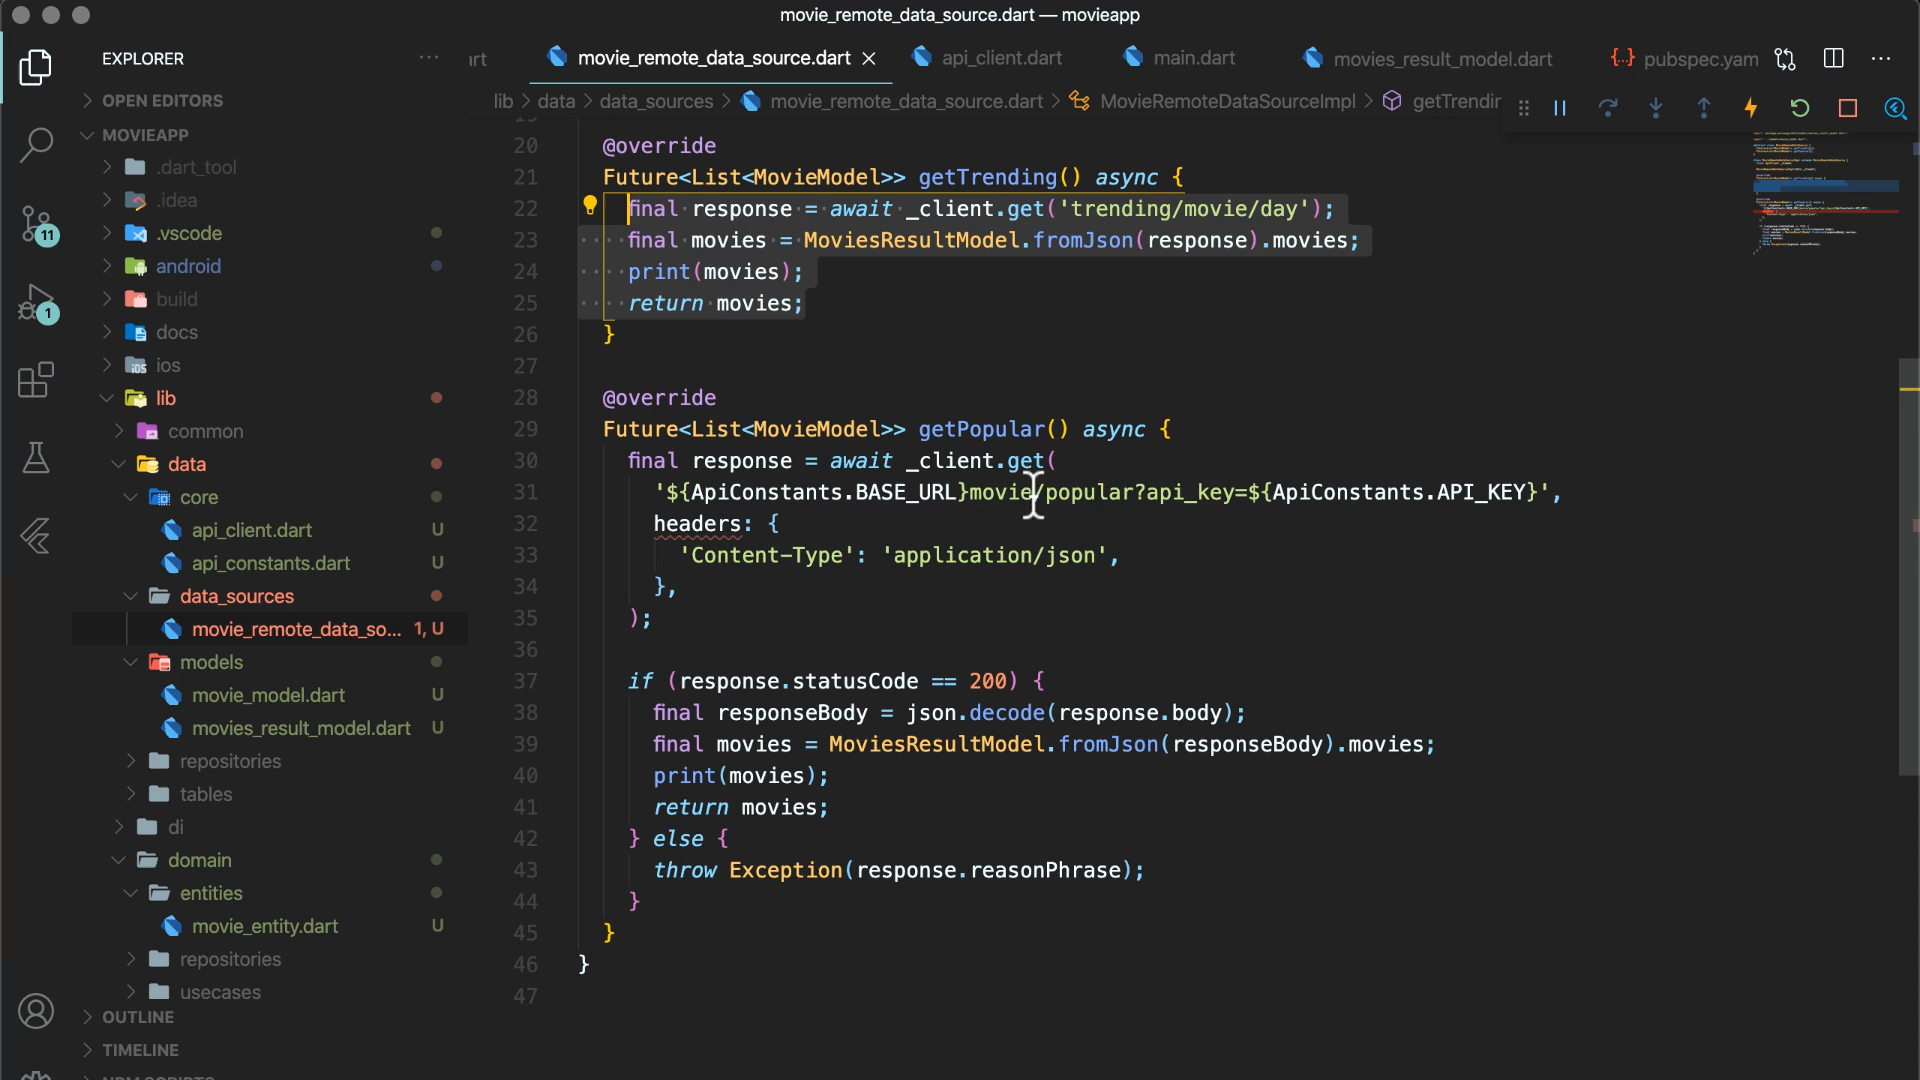 movie_remote_data_source.dart — movieapp
EXPLORER
OPEN EDITORS
MOVIEAPP
.dart_tool
.idea
.vscode
android
build
docs
ios
lib
common
data
core
api_client.dart U
api_constants.dart U
data_sources
movie_remote_data_so... 1, U
models
movie_model.dart U
movies_result_model.dart U
repositories
tables
di
domain
entities
movie_entity.dart U
repositories
usecases
OUTLINE
TIMELINE
NPM SCRIPTS
11
1
art movie_remote_data_source.dart api_client.dart main.dart movies_result_model.dart {..} pubspec.yam
lib > data > data_sources > movie_remote_data_source.dart > MovieRemoteDataSourceImpl > getTrendin
19
20 @override
21 Future<List<MovieModel>> getTrending() async {
22 final response = await _client.get('trending/movie/day');
23 final movies = MoviesResultModel.fromJson(response).movies;
24 print(movies);
25 return movies;
26 }
27
28 @override
29 Future<List<MovieModel>> getPopular() async {
30 final response = await _client.get(
31 '${ApiConstants.BASE_URL}movie/popular?api_key=${ApiConstants.API_KEY}',
32 headers: {
33 'Content-Type': 'application/json',
34 },
35 );
36
37 if (response.statusCode == 200) {
38 final responseBody = json.decode(response.body);
39 final movies = MoviesResultModel.fromJson(responseBody).movies;
40 print(movies);
41 return movies;
42 } else {
43 throw Exception(response.reasonPhrase);
44 }
45 }
46 }
47